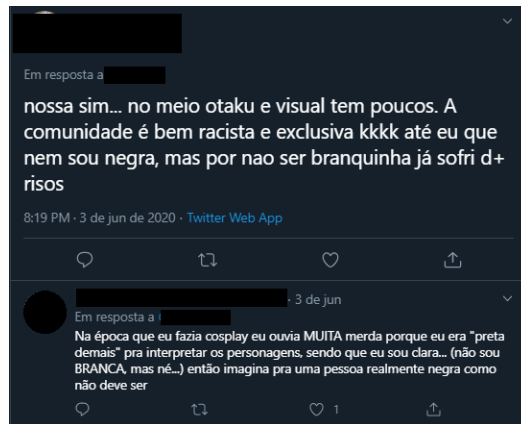 Em resposta a
nossa sim... no meio otaku e visual tem poucos. A
comunidade é bem racista e exclusiva kkkk até eu que
nem sou negra, mas por nao ser branquinha já sofri d+
risos
8:19 PM · 3 de jun de 2020 · Twitter Web App
· 3 de jun
Em resposta a
Na época que eu fazia cosplay eu ouvia MUITA merda porque eu era "preta
demais" pra interpretar os personagens, sendo que eu sou clara... (não sou
BRANCA, mas né...) então imagina pra uma pessoa realmente negra como
não deve ser
1